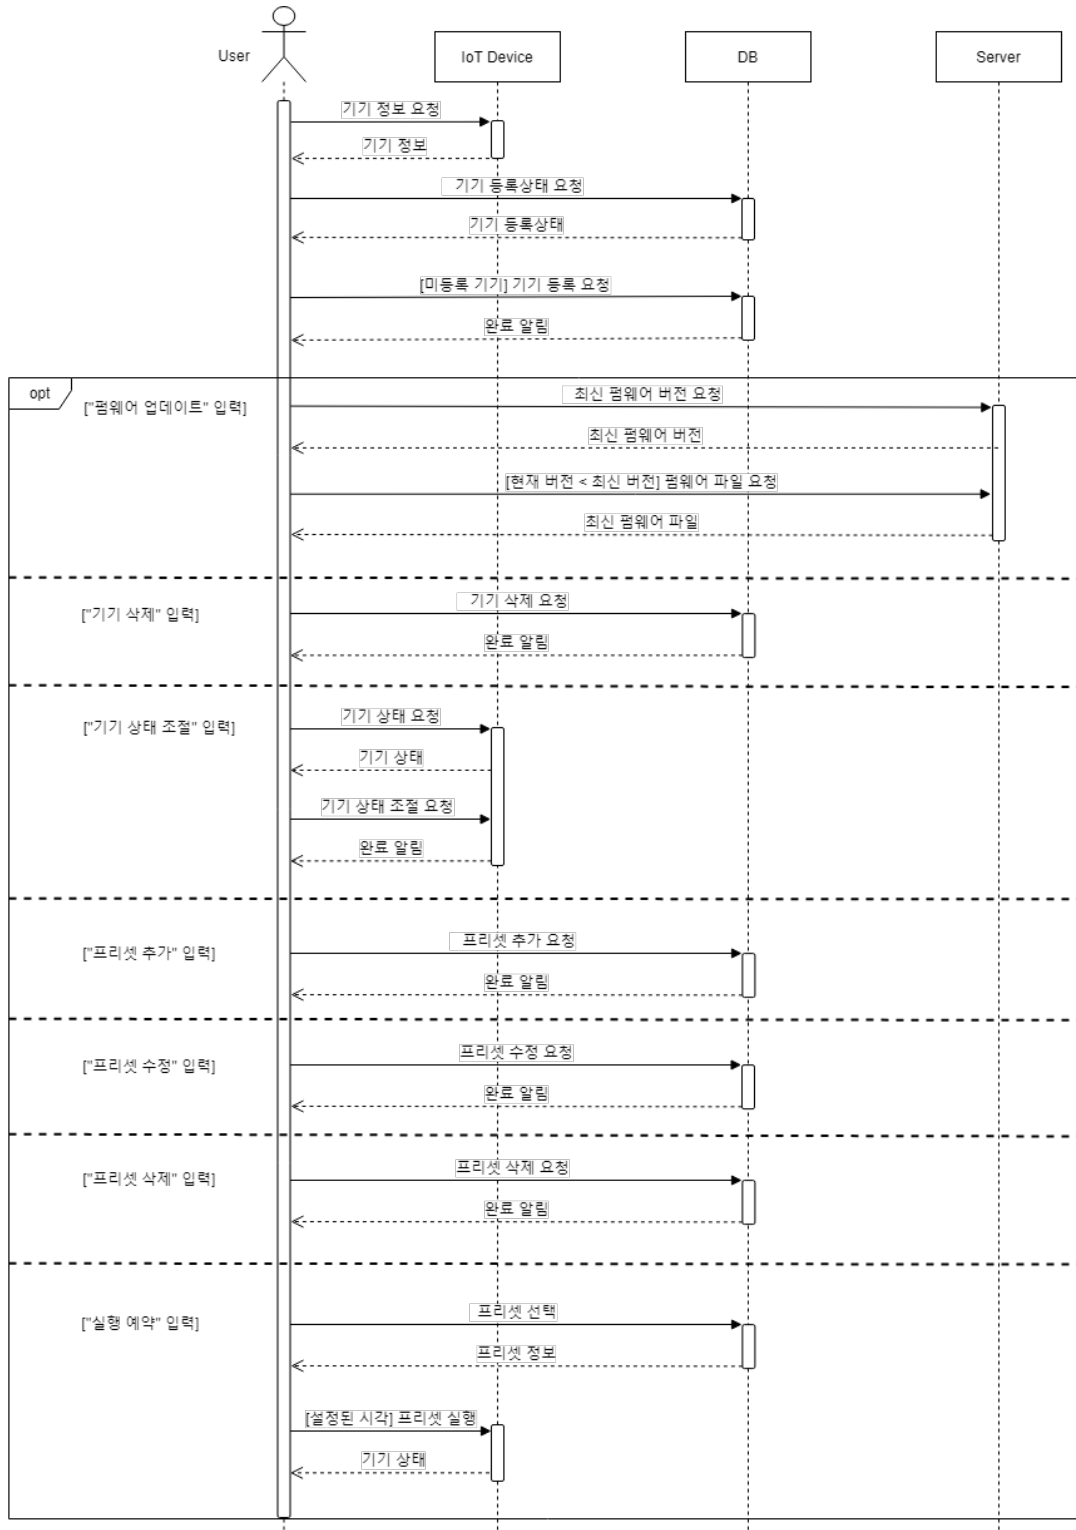 User
IoT Device
DB
Server
기기 정보 요청
기기 정보
기기 등록상태 요청
기기 등록상태
[미등록 기기] 기기 등록 요청
완료 알림
opt
["펌웨어 업데이트" 입력]
최신 펌웨어 버전 요청
최신 펌웨어 버전
[현재 버전 < 최신 버전] 펌웨어 파일 요청
최신 펌웨어 파일
["기기 삭제" 입력]
기기 삭제 요청
완료 알림
["기기 상태 조절" 입력]
기기 상태 요청
기기 상태
기기 상태 조절 요청
완료 알림
["프리셋 추가" 입력]
프리셋 추가 요청
완료 알림
["프리셋 수정" 입력]
프리셋 수정 요청
완료 알림
["프리셋 삭제" 입력]
프리셋 삭제 요청
완료 알림
["실행 예약" 입력]
프리셋 선택
프리셋 정보
[설정된 시각] 프리셋 실행
기기 상태